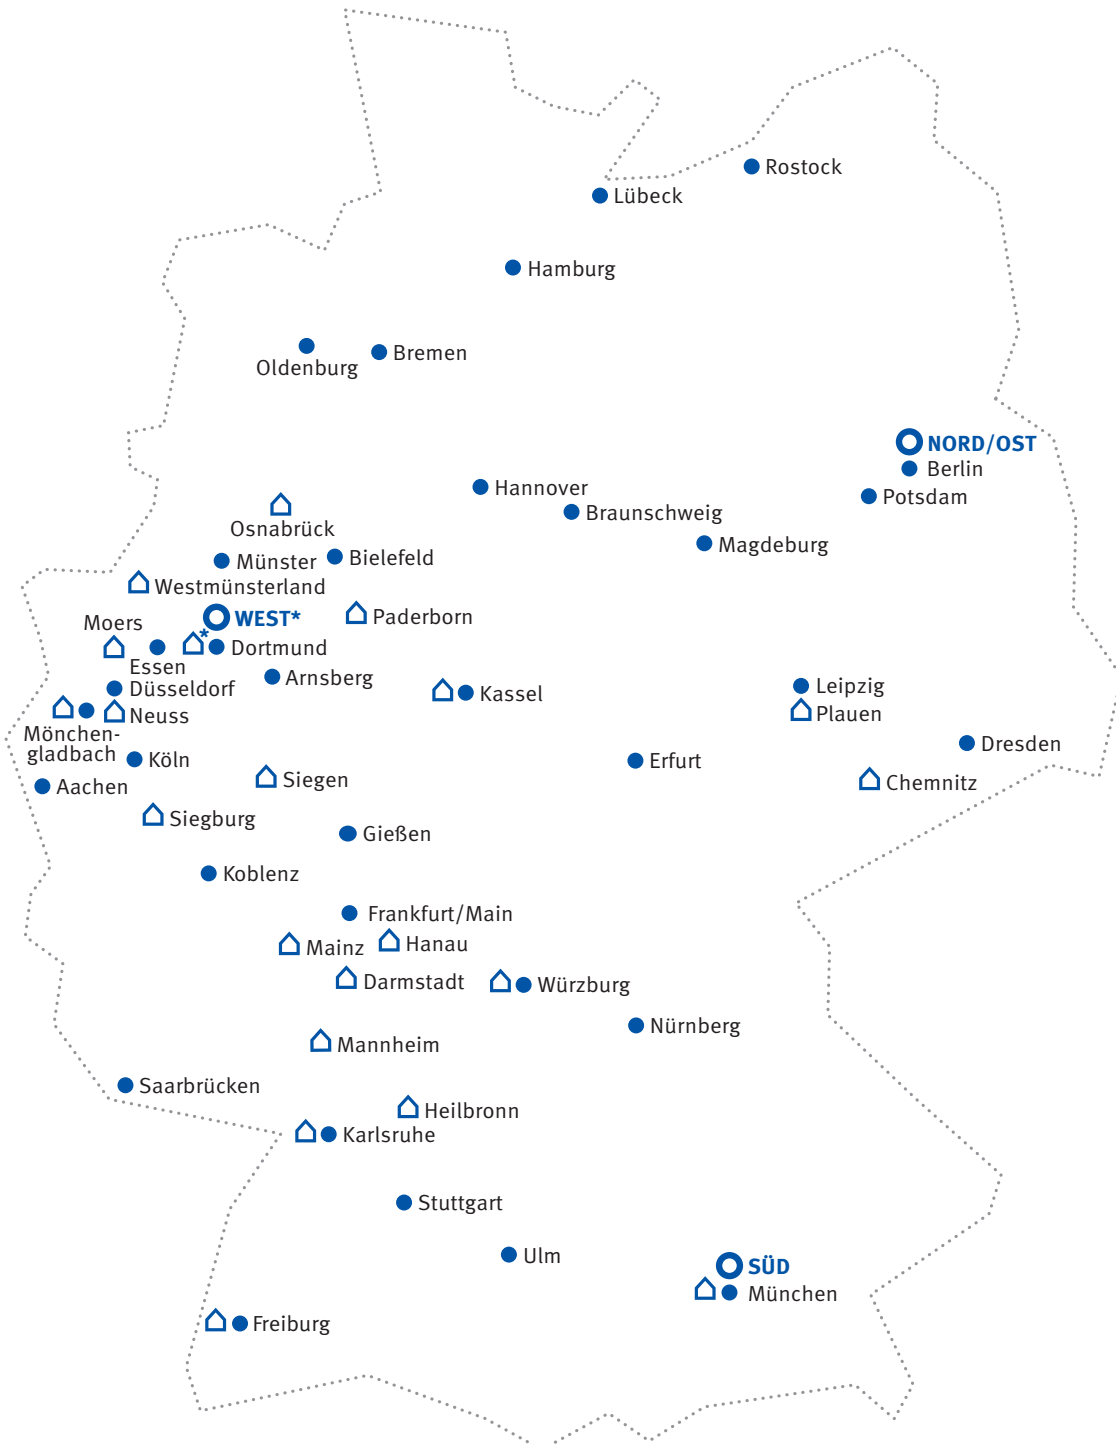 Rostock
Lübeck
Hamburg
Oldenburg
Bremen
NORD/OST
Berlin
Potsdam
Hannover
Braunschweig
Magdeburg
Osnabrück
Münster
Bielefeld
Westmünsterland
WEST*
Paderborn
Moers
*
Dortmund
Essen
Arnsberg
Düsseldorf
Kassel
Leipzig
Neuss
Plauen
Mönchen-
gladbach
Köln
Erfurt
Dresden
Aachen
Siegen
Chemnitz
Siegburg
Gießen
Koblenz
Frankfurt/Main
Mainz
Hanau
Darmstadt
Würzburg
Nürnberg
Mannheim
Saarbrücken
Heilbronn
Karlsruhe
Stuttgart
Ulm
SÜD
München
Freiburg